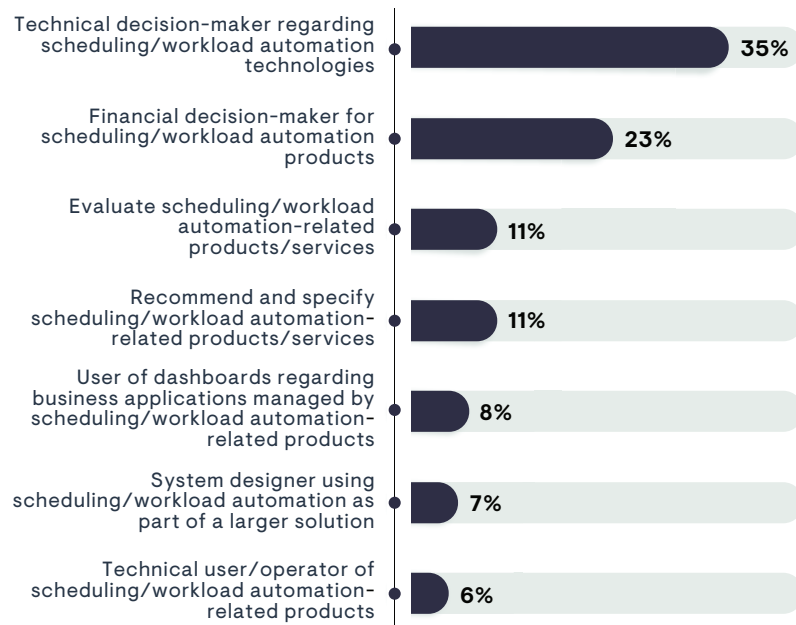 Technical decision-maker regarding
scheduling/workload automation
technologies
35%
Financial decision-maker for
scheduling/workload automation
products
23%
Evaluate scheduling/workload
automation-related
products/services
11%
Recommend and specify
scheduling/workload automation-
related products/services
11%
User of dashboards regarding
business applications managed by
scheduling/workload automation-
related products
8%
System designer using
scheduling/workload automation as
part of a larger solution
7%
Technical user/operator of
scheduling/workload automation-
related products
6%